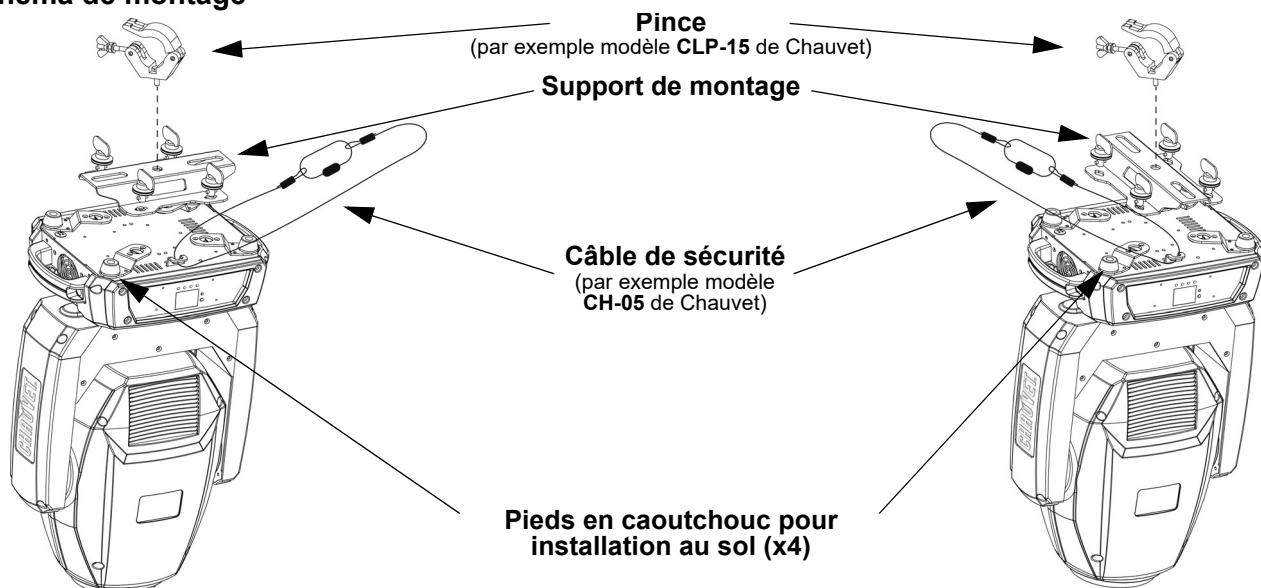 de montage
Pince
(par exemple modèle CLP-15 de Chauvet)
Support de montage
Câble de sécurité
(par exemple modèle
CH-05 de Chauvet)
CHAUVET
CHAUVET
Pieds en caoutchouc pour
installation au sol (x4)